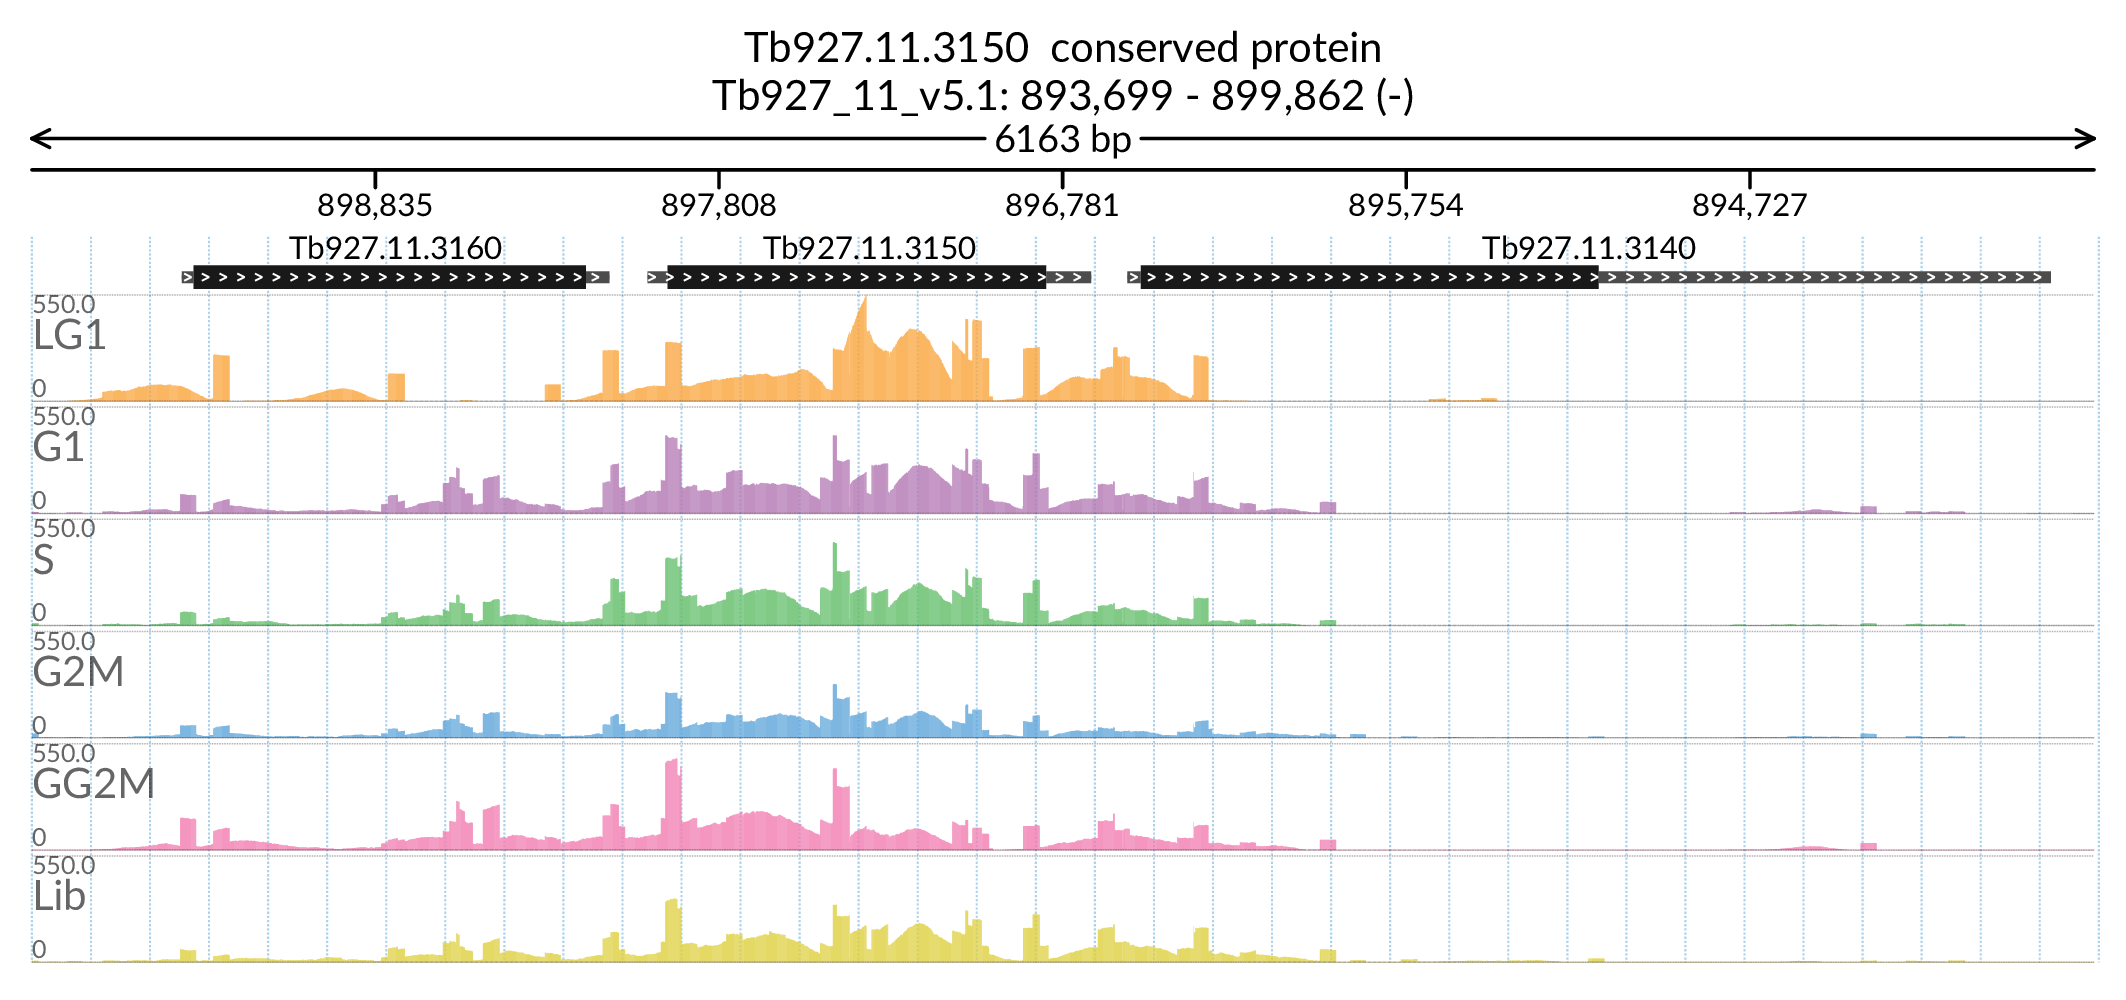 Tb927.11.3150  conserved protein
Tb927_11_v5.1: 893,699 - 899,862 (-)
6163 bp
898,835 897,808 896,781 895,754 894,727
Tb927.11.3160 Tb927.11.3150 Tb927.11.3140
550.0
LG1
0
550.0
G1
0
550.0
S
0
550.0
G2M
0
550.0
GG2M
0
550.0
Lib
0